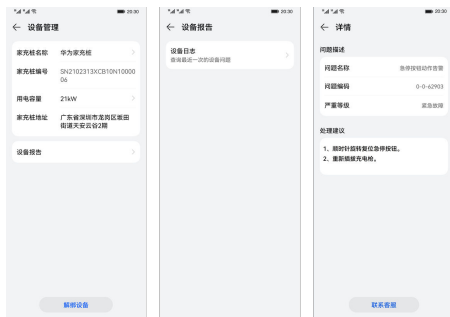 20:30
← 设备管理
家充桩名称 华为家充桩
家充桩编号 SN2102313XCB10N10000
06
用电容量 21kW
家充桩地址 广东省深圳市龙岗区坂田
街道天安云谷2期
设备报告
解绑设备
20:30
← 设备报告
设备日志
查询最近一次的设备问题
20:30
← 详情
问题描述
问题名称 急停按钮动作告警
问题编码 0-0-62903
严重等级 紧急故障
处理建议
1、顺时针旋转复位急停按钮。
2、重新插拔充电枪。
联系客服